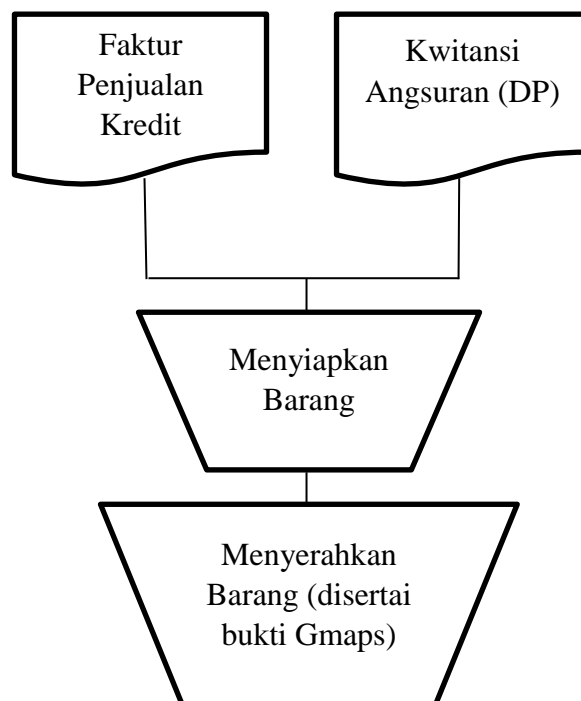 Faktur
Penjualan
Kredit
Kwitansi
Angsuran (DP)
Menyiapkan
Barang
Menyerahkan
Barang (disertai
bukti Gmaps)